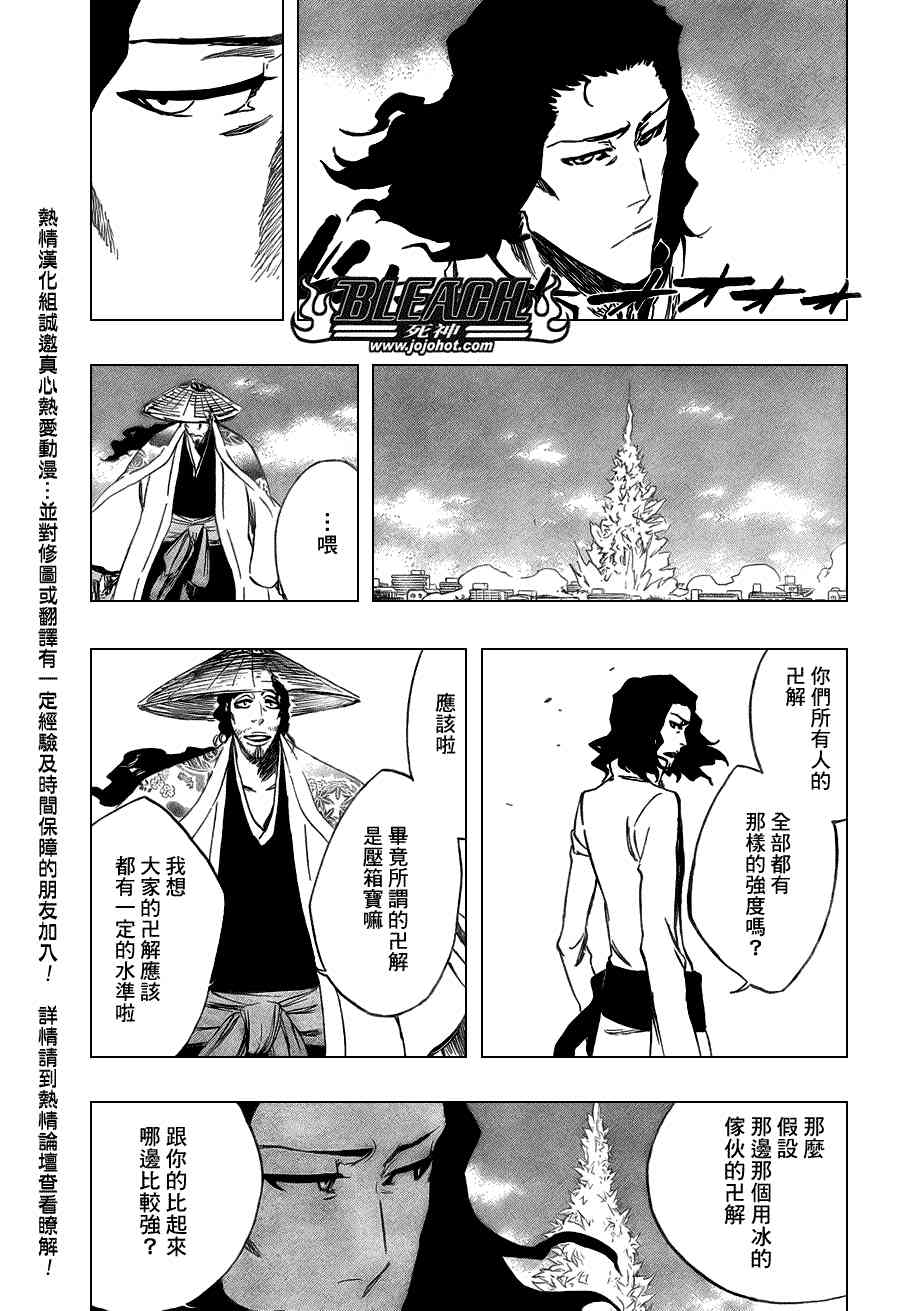 BLEACH
死神
www.jojohot.com
…喂
你們所有人的
卍解
全部都有
那樣的強度嗎？
應該啦
畢竟所謂的卍解
是壓箱寶嘛
我想
大家的卍解應該
都有一定的水準啦
那麼
假設
那邊那個用冰的
傢伙的卍解
跟你的比起來
哪邊比較強？
熱情漢化組誠邀真心熱愛動漫…並對修圖或翻譯有一定經驗及時間保障的朋友加入！　詳情請到熱情論壇查看瞭解！